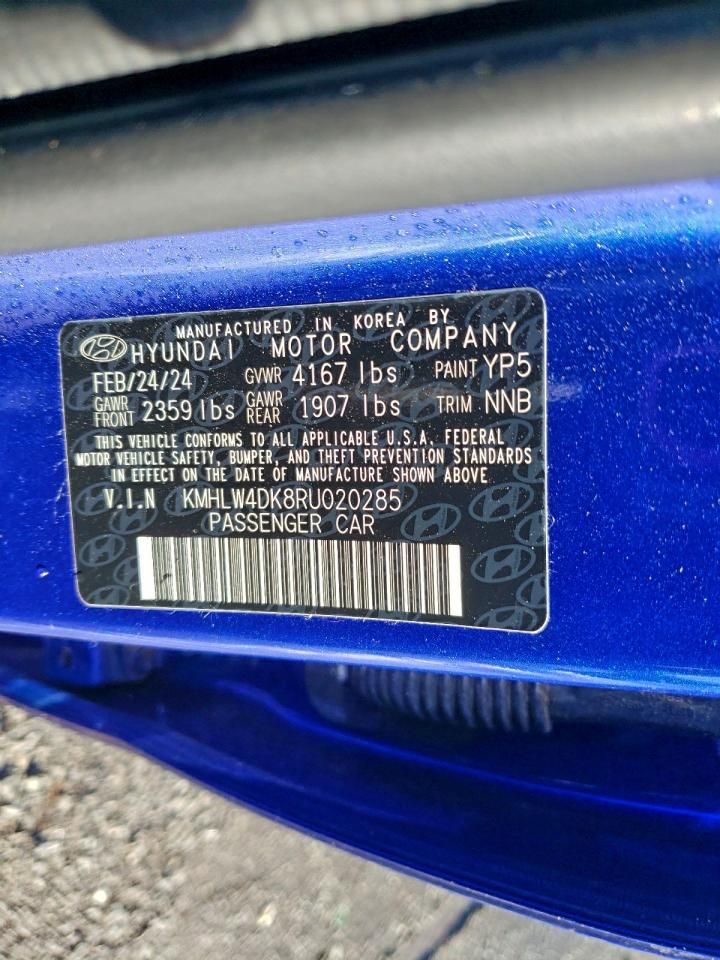 MANUFACTURED IN KOREA BY
HYUNDAI MOTOR COMPANY
FEB/24/24 GVWR 4167 lbs PAINT YP5
GAWR FRONT 2359 lbs GAWR REAR 1907 lbs TRIM NNB
THIS VEHICLE CONFORMS TO ALL APPLICABLE U.S.A. FEDERAL
MOTOR VEHICLE SAFETY, BUMPER, AND THEFT PREVENTION STANDARDS
IN EFFECT ON THE DATE OF MANUFACTURE SHOWN ABOVE
V.I.N KMHLW4DK8RU020285
PASSENGER CAR